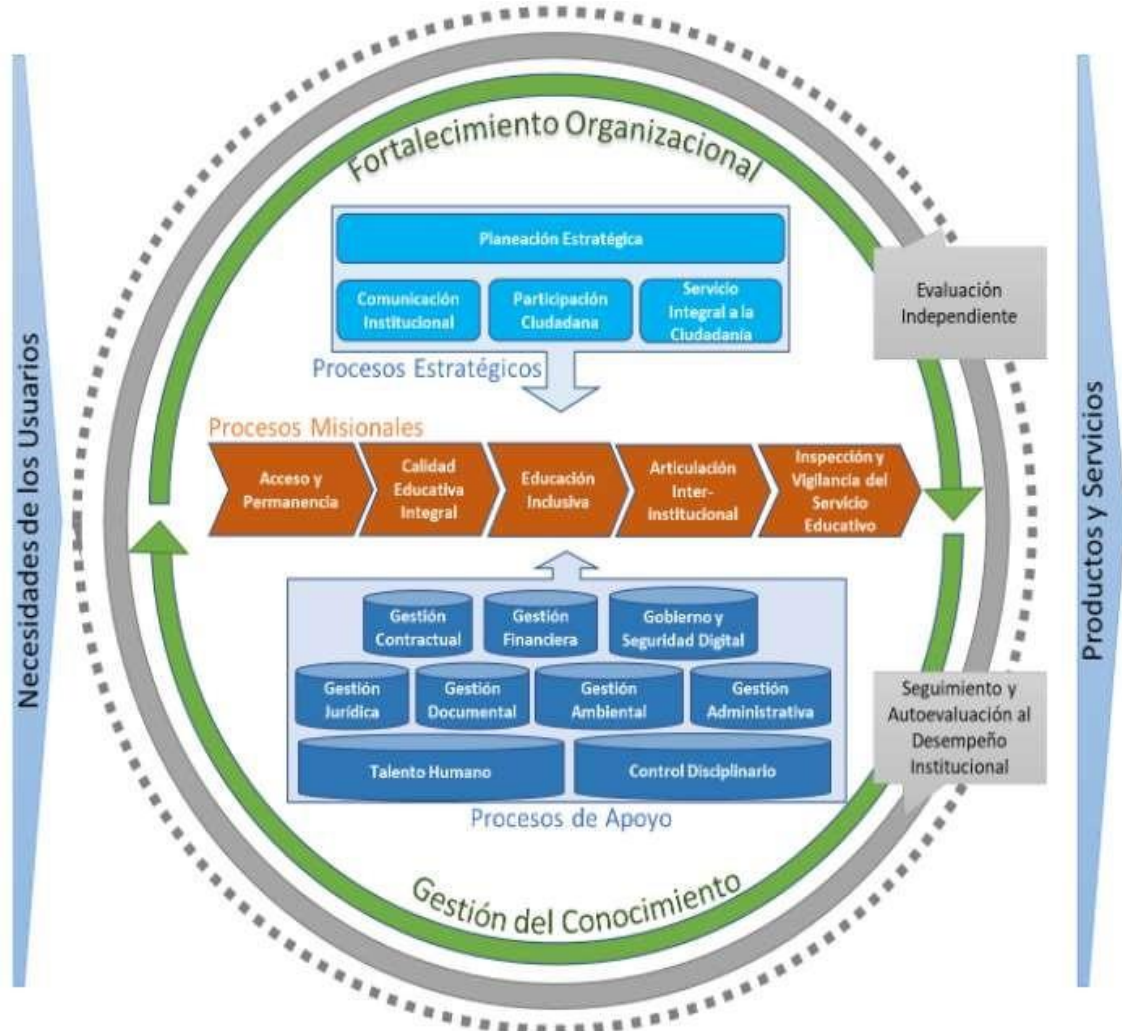 Fortalecimiento Organizacional
Planeación Estratégica
Comunicación
Institucional
Participación
Ciudadana
Servicio
Integral a la
Ciudadanía
Procesos Estratégicos
Evaluación
Independiente
Necesidades de los Usuarios
Productos y Servicios
Procesos Misionales
Acceso y
Permanencia
Calidad
Educativa
Integral
Educación
Inclusiva
Articulación
Inter-
Institucional
Inspección y
Vigilancia del
Servicio
Educativo
Gestión
Contractual
Gestión
Financiera
Gobierno y
Seguridad Digital
Gestión
Jurídica
Gestión
Documental
Gestión
Ambiental
Gestión
Administrativa
Talento Humano
Control Disciplinario
Procesos de Apoyo
Seguimiento y
Autoevaluación al
Desempeño
Institucional
Gestión del Conocimiento